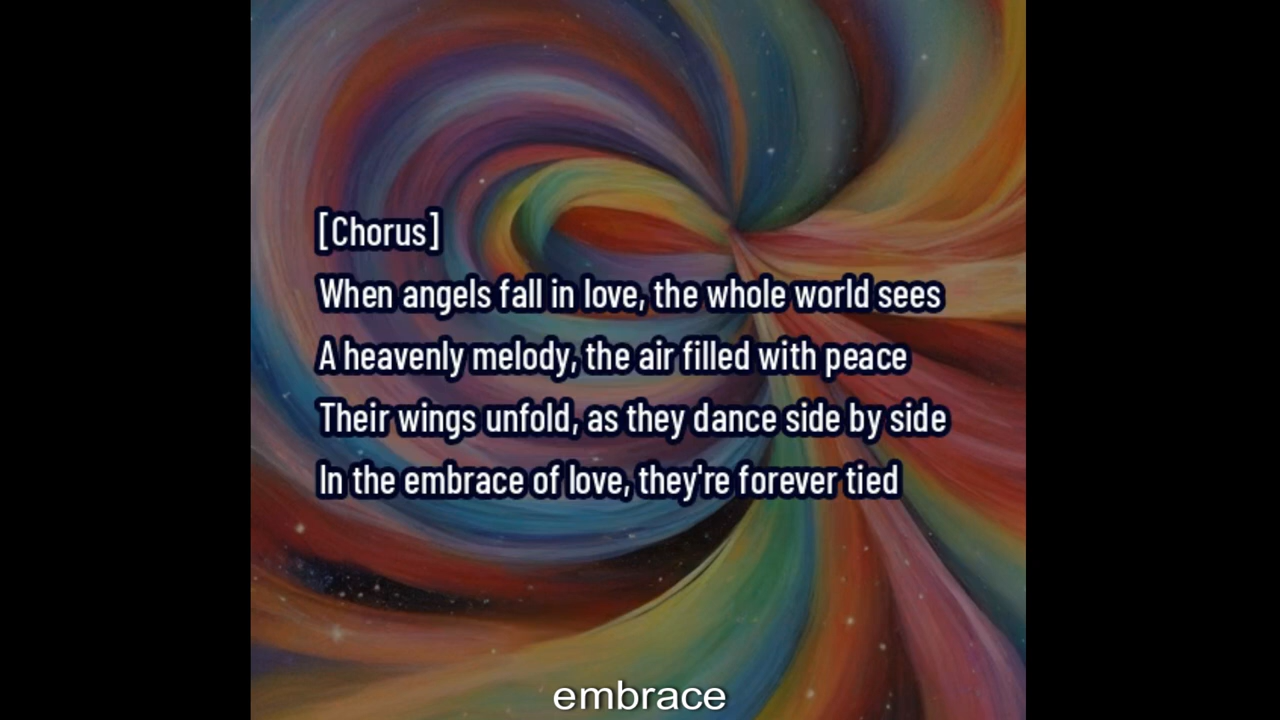 [Chorus]
When angels fall in love, the whole world sees
A heavenly melody, the air filled with peace
Their wings unfold, as they dance side by side
In the embrace of love, they're forever tied
embrace